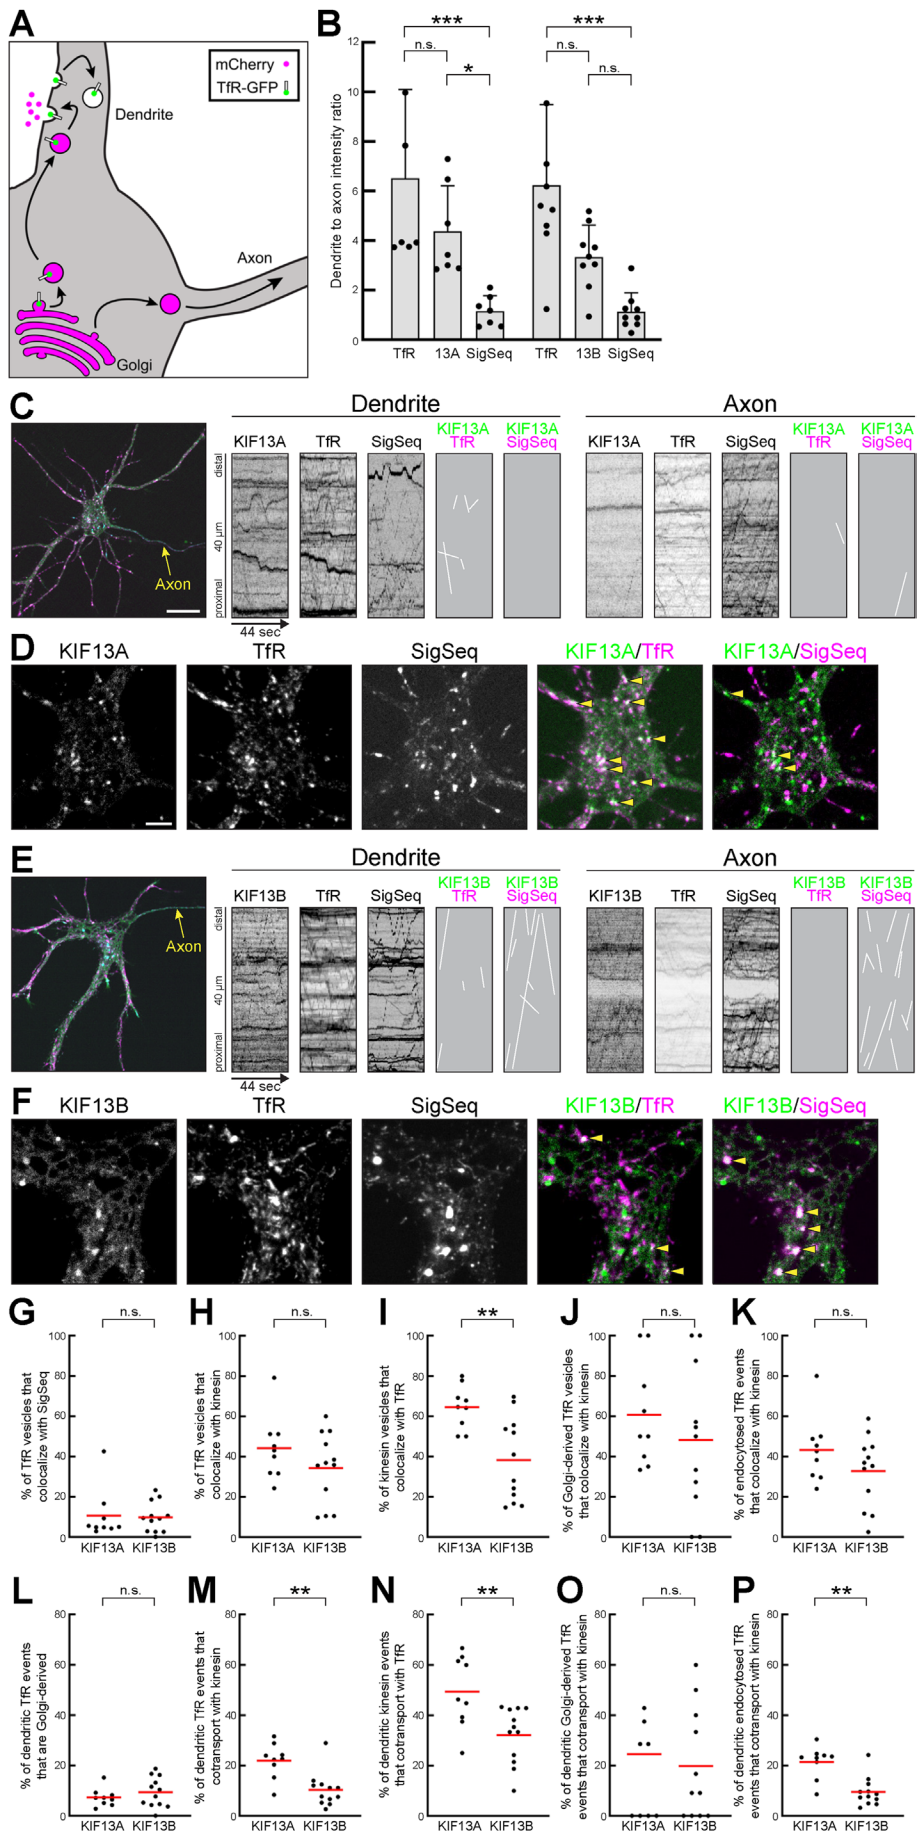 A
mCherry
TfR-GFP
Dendrite
Axon
Golgi
B
Dendrite to axon intensity ratio
12
10
8
6
4
2
0
***
n.s.
*
***
n.s.
n.s.
TfR
13A
SigSeq
TfR
13B
SigSeq
C
Axon
Dendrite
Axon
KIF13A
TfR
SigSeq
KIF13A
TfR
KIF13A
SigSeq
KIF13A
TfR
SigSeq
KIF13A
TfR
KIF13A
SigSeq
distal
40 µm
proximal
44 sec
D
KIF13A
TfR
SigSeq
KIF13A/TfR
KIF13A/SigSeq
E
Axon
Dendrite
Axon
KIF13B
TfR
SigSeq
KIF13B
TfR
KIF13B
SigSeq
KIF13B
TfR
SigSeq
KIF13B
TfR
KIF13B
SigSeq
distal
40 µm
proximal
44 sec
F
KIF13B
TfR
SigSeq
KIF13B/TfR
KIF13B/SigSeq
G
% of TfR vesicles that
colocalize with SigSeq
n.s.
100
80
60
40
20
0
KIF13A KIF13B
H
% of TfR vesicles that
colocalize with kinesin
n.s.
100
80
60
40
20
0
KIF13A KIF13B
I
% of kinesin vesicles that
colocalize with TfR
**
100
80
60
40
20
0
KIF13A KIF13B
J
% of Golgi-derived TfR vesicles
that colocalize with kinesin
n.s.
100
80
60
40
20
0
KIF13A KIF13B
K
% of endocytosed TfR events
that colocalize with kinesin
n.s.
100
80
60
40
20
0
KIF13A KIF13B
L
% of dendritic TfR events
that are Golgi-derived
n.s.
80
60
40
20
0
KIF13A KIF13B
M
% of dendritic TfR events that
cotransport with kinesin
**
80
60
40
20
0
KIF13A KIF13B
N
% of dendritic kinesin events
that cotransport with TfR
**
80
60
40
20
0
KIF13A KIF13B
O
% of dendritic Golgi-derived TfR
events that cotransport with kinesin
n.s.
80
60
40
20
0
KIF13A KIF13B
P
% of dendritic endocytosed TfR
events that cotransport with kinesin
**
80
60
40
20
0
KIF13A KIF13B